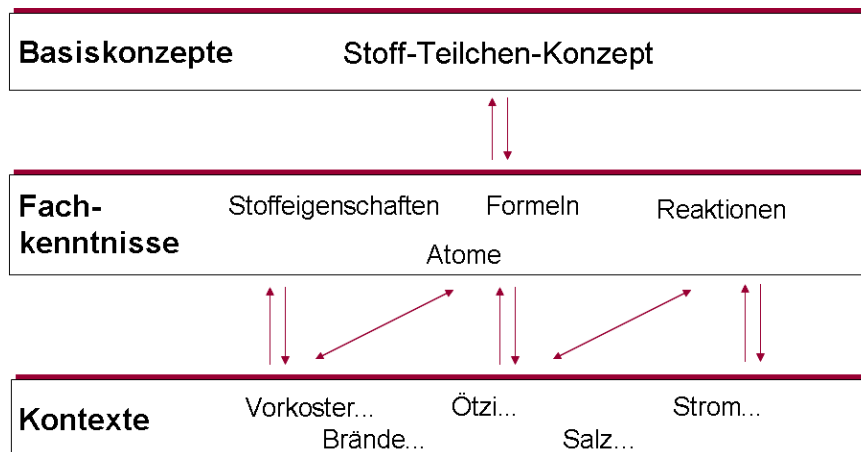 Basiskonzepte Stoff-Teilchen-Konzept
Fach-
kenntnisse
Stoffeigenschaften Formeln Reaktionen
Atome
Kontexte
Vorkoster... Ötzi... Strom...
Brände... Salz...